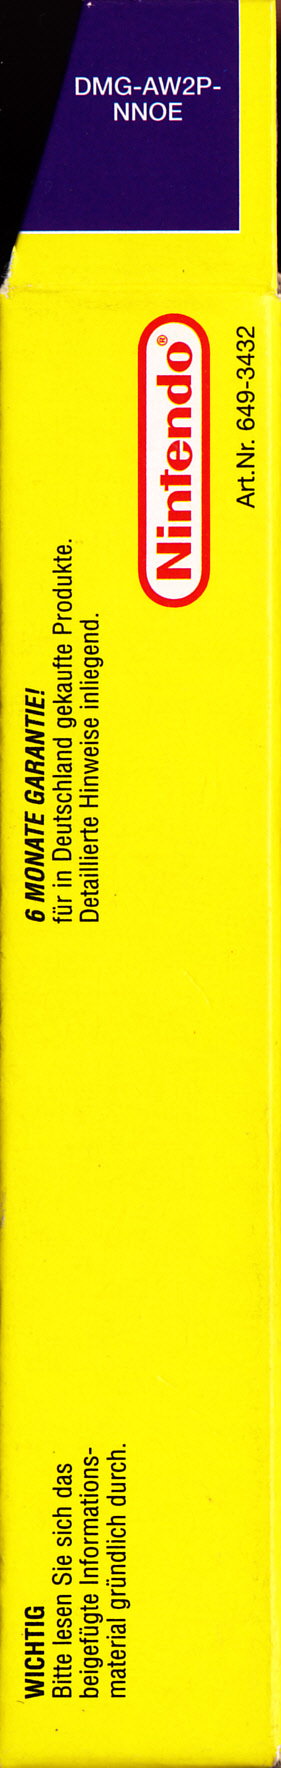 DMG-AW2P-
NNOE
Nintendo®
Art.Nr. 649-3432
6 MONATE GARANTIE!
für in Deutschland gekaufte Produkte.
Detaillierte Hinweise inliegend.
WICHTIG
Bitte lesen Sie sich das
beigefügte Informations-
material gründlich durch.